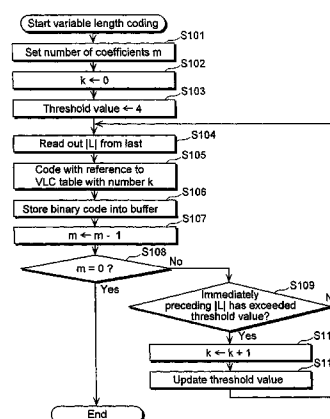 Start variable length coding
S101
Set number of coefficients m
S102
k ← 0
S103
Threshold value ← 4
S104
Read out |L| from last
S105
Code with reference to
VLC table with number k
S106
Store binary code into buffer
S107
m ← m - 1
S108
m = 0 ?
No
S109
Yes
Immediately
preceding |L| has exceeded
threshold value?
N
Yes
S11
k ← k + 1
S11
Update threshold value
End